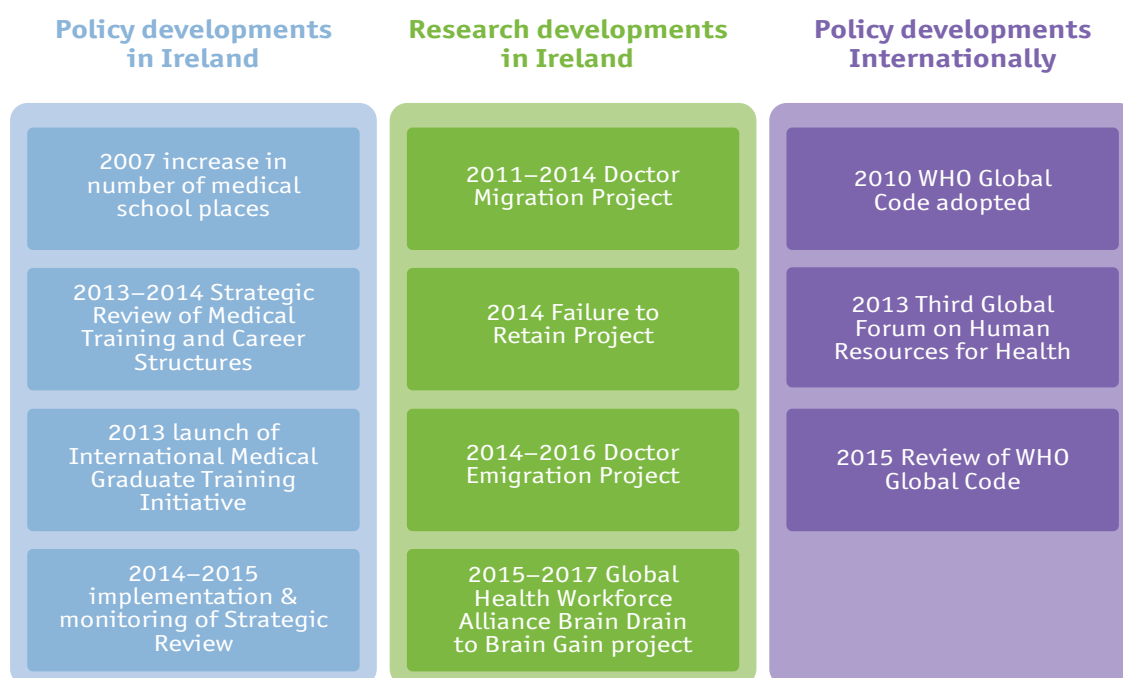 Policy developments
in Ireland
2007 increase in
number of medical
school places
2013–2014 Strategic
Review of Medical
Training and Career
Structures
2013 launch of
International Medical
Graduate Training
Initiative
2014–2015
implementation &
monitoring of Strategic
Review
Research developments
in Ireland
2011–2014 Doctor
Migration Project
2014 Failure to
Retain Project
2014–2016 Doctor
Emigration Project
2015–2017 Global
Health Workforce
Alliance Brain Drain
to Brain Gain project
Policy developments
Internationally
2010 WHO Global
Code adopted
2013 Third Global
Forum on Human
Resources for Health
2015 Review of WHO
Global Code